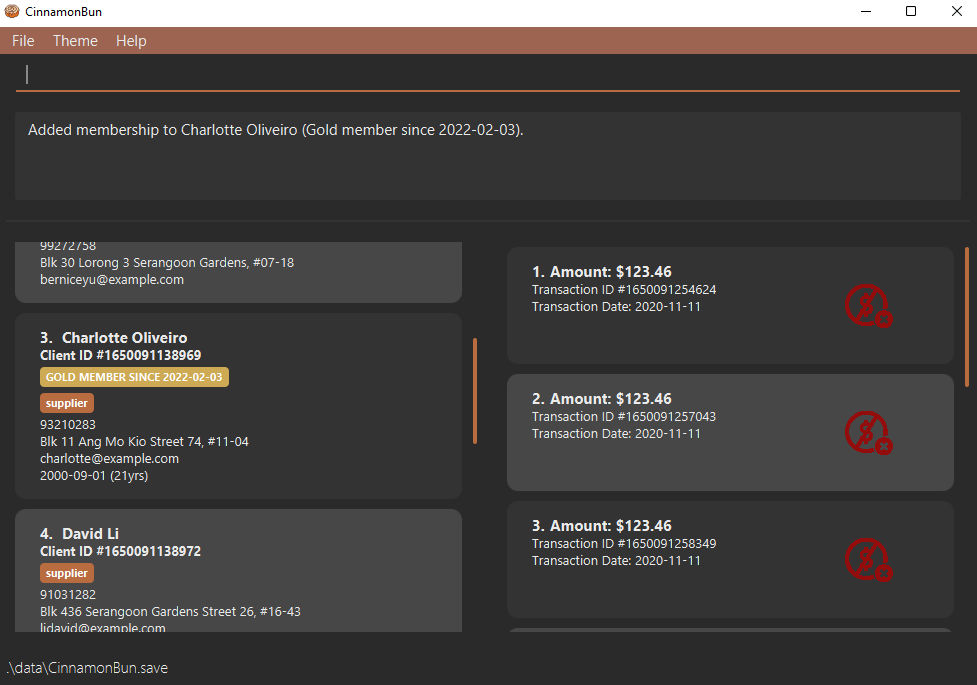 CinnamonBun
File Theme Help
Added membership to Charlotte Oliveiro (Gold member since 2022-02-03).
99272758
Blk 30 Lorong 3 Serangoon Gardens, #07-18
berniceyu@example.com
3. Charlotte Oliveiro
Client ID #1650091138969
GOLD MEMBER SINCE 2022-02-03
supplier
93210283
Blk 11 Ang Mo Kio Street 74, #11-04
charlotte@example.com
2000-09-01 (21yrs)
4. David Li
Client ID #1650091138972
supplier
91031282
Blk 436 Serangoon Gardens Street 26, #16-43
lidavid@example.com
1. Amount: $123.46
Transaction ID #1650091254624
Transaction Date: 2020-11-11
2. Amount: $123.46
Transaction ID #1650091257043
Transaction Date: 2020-11-11
3. Amount: $123.46
Transaction ID #1650091258349
Transaction Date: 2020-11-11
.\data\CinnamonBun.save